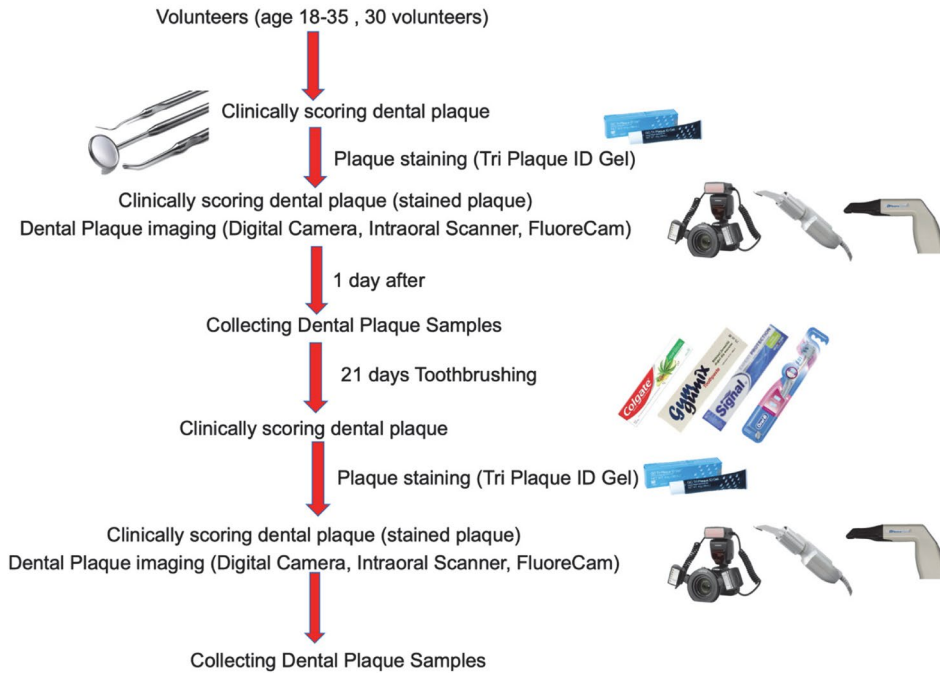 Volunteers (age 18-35 , 30 volunteers)
Clinically scoring dental plaque
Plaque staining (Tri Plaque ID Gel)
Clinically scoring dental plaque (stained plaque)
Dental Plaque imaging (Digital Camera, Intraoral Scanner, FluoreCam)
1 day after
Collecting Dental Plaque Samples
21 days Toothbrushing
Colgate
Gym
gumix
Signal
Clinically scoring dental plaque
Plaque staining (Tri Plaque ID Gel)
Clinically scoring dental plaque (stained plaque)
Dental Plaque imaging (Digital Camera, Intraoral Scanner, FluoreCam)
Collecting Dental Plaque Samples